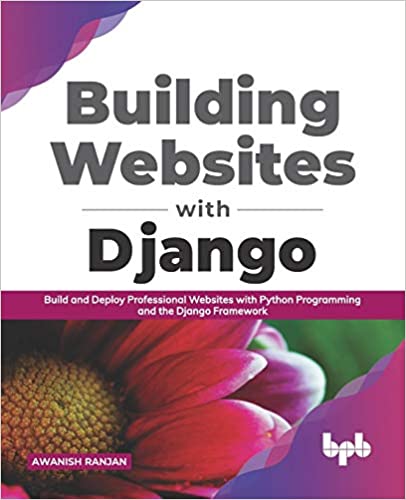 Building
Websites
with
Django
Build and Deploy Professional Websites with Python Programming
and the Django Framework
AWANISH RANJAN
bpb